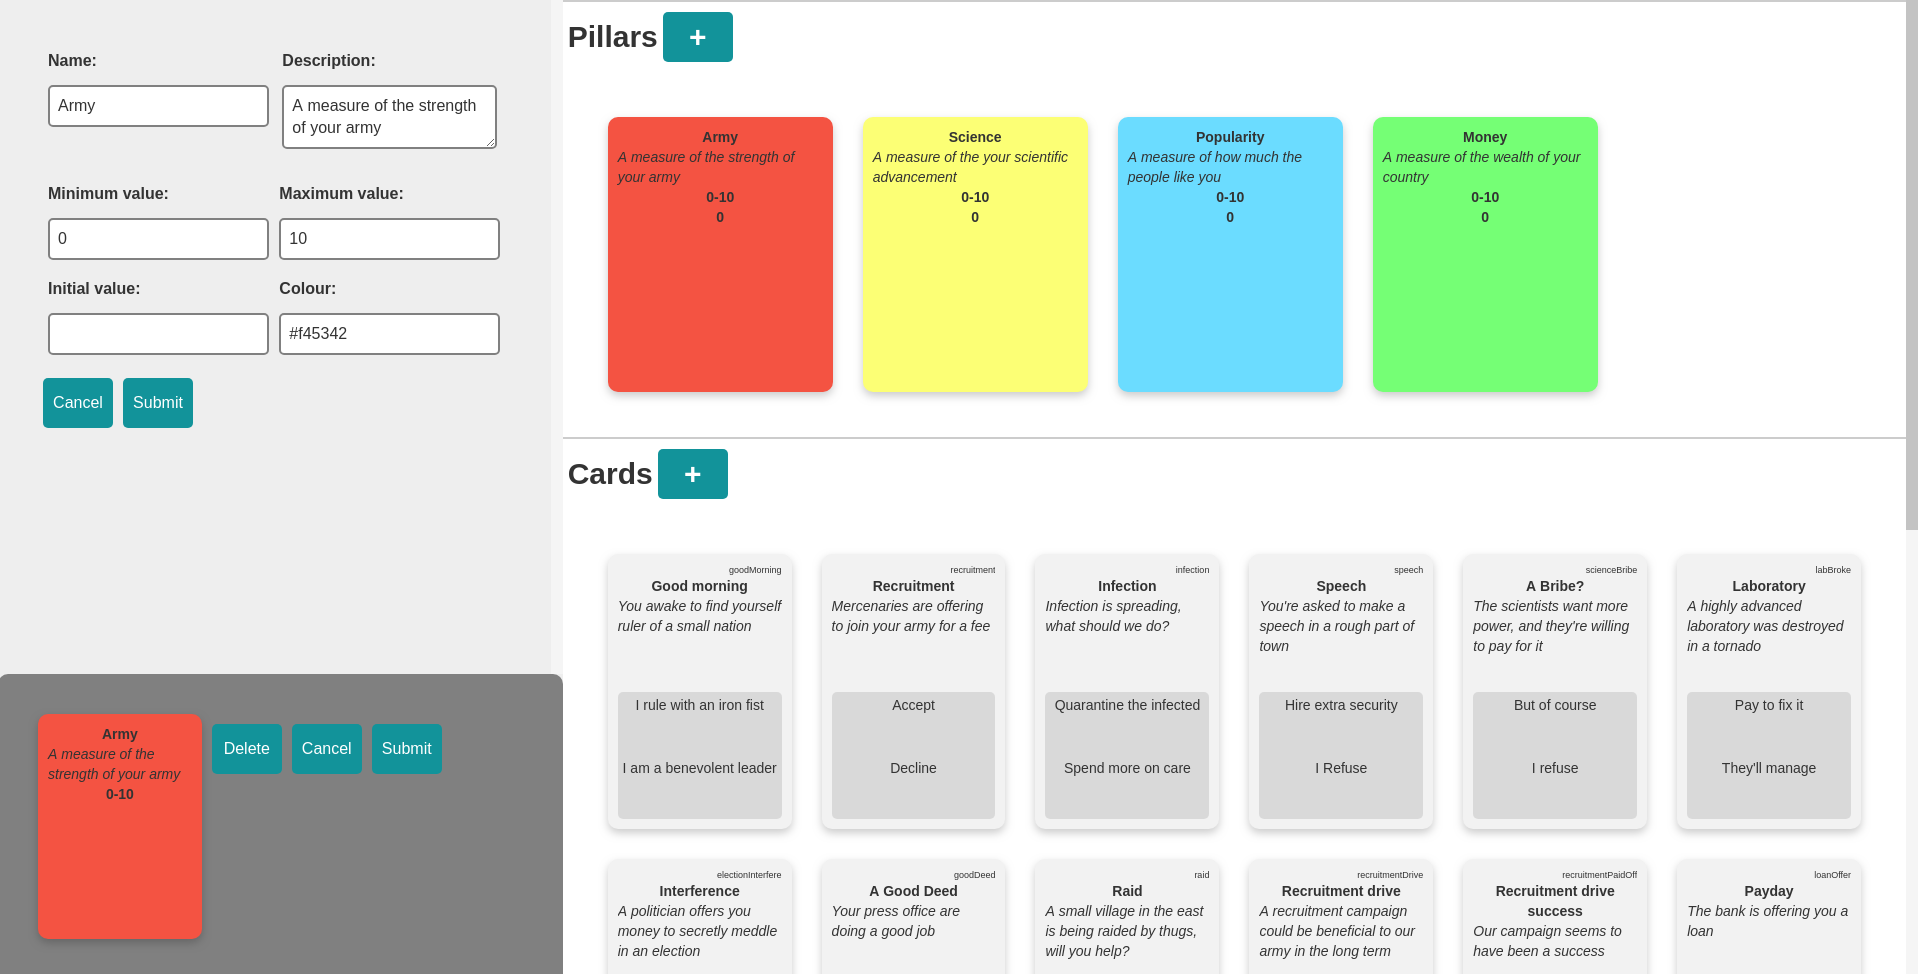 Name:
Description:
Army
A measure of the strength
of your army
Minimum value:
Maximum value:
0
10
Initial value:
Colour:
#f45342
Cancel
Submit
Army
A measure of the
strength of your army
0-10
Delete
Cancel
Submit
Pillars
+
Army
A measure of the strength of
your army
0-10
0
Science
A measure of the your scientific
advancement
0-10
0
Popularity
A measure of how much the
people like you
0-10
0
Money
A measure of the wealth of your
country
0-10
0
Cards
+
goodMorning
Good morning
You awake to find yourself
ruler of a small nation
I rule with an iron fist
I am a benevolent leader
recruitment
Recruitment
Mercenaries are offering
to join your army for a fee
Accept
Decline
infection
Infection
Infection is spreading,
what should we do?
Quarantine the infected
Spend more on care
speech
Speech
You're asked to make a
speech in a rough part of
town
Hire extra security
I Refuse
scienceBribe
A Bribe?
The scientists want more
power, and they're willing
to pay for it
But of course
I refuse
labBroke
Laboratory
A highly advanced
laboratory was destroyed
in a tornado
Pay to fix it
They'll manage
electionInterfere
Interference
A politician offers you
money to secretly meddle
in an election
goodDeed
A Good Deed
Your press office are
doing a good job
raid
Raid
A small village in the east
is being raided by thugs,
will you help?
recruitmentDrive
Recruitment drive
A recruitment campaign
could be beneficial to our
army in the long term
recruitmentPaidOff
Recruitment drive
success
Our campaign seems to
have been a success
loanOffer
Payday
The bank is offering you a
loan